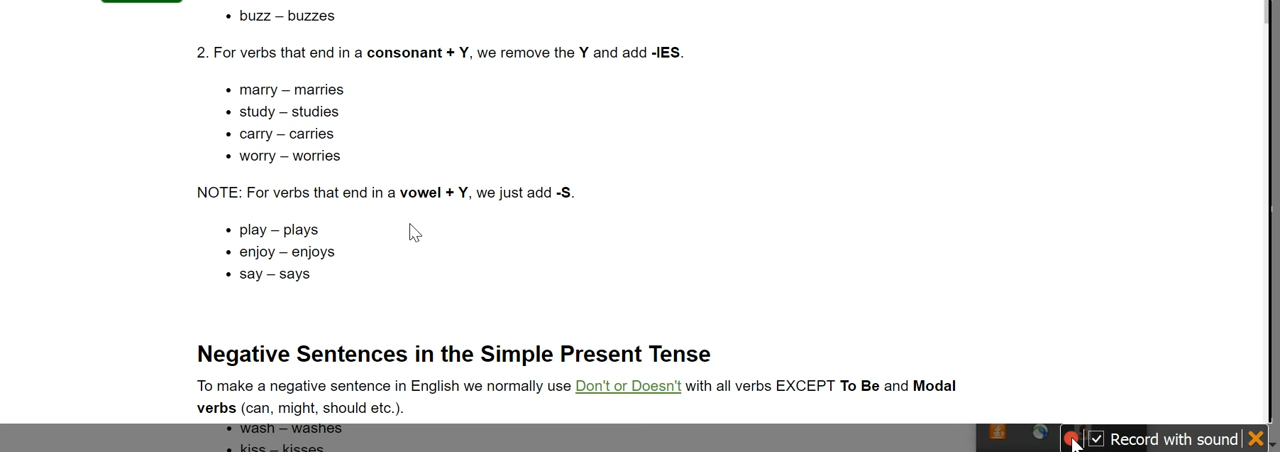 • buzz – buzzes
2. For verbs that end in a consonant + Y, we remove the Y and add -IES.
• marry – marries
• study – studies
• carry – carries
• worry – worries
NOTE: For verbs that end in a vowel + Y, we just add -S.
• play – plays
• enjoy – enjoys
• say – says
Negative Sentences in the Simple Present Tense
To make a negative sentence in English we normally use Don't or Doesn't with all verbs EXCEPT To Be and Modal
verbs (can, might, should etc.).
• wash – washes
• kiss – kisses
Record with sound